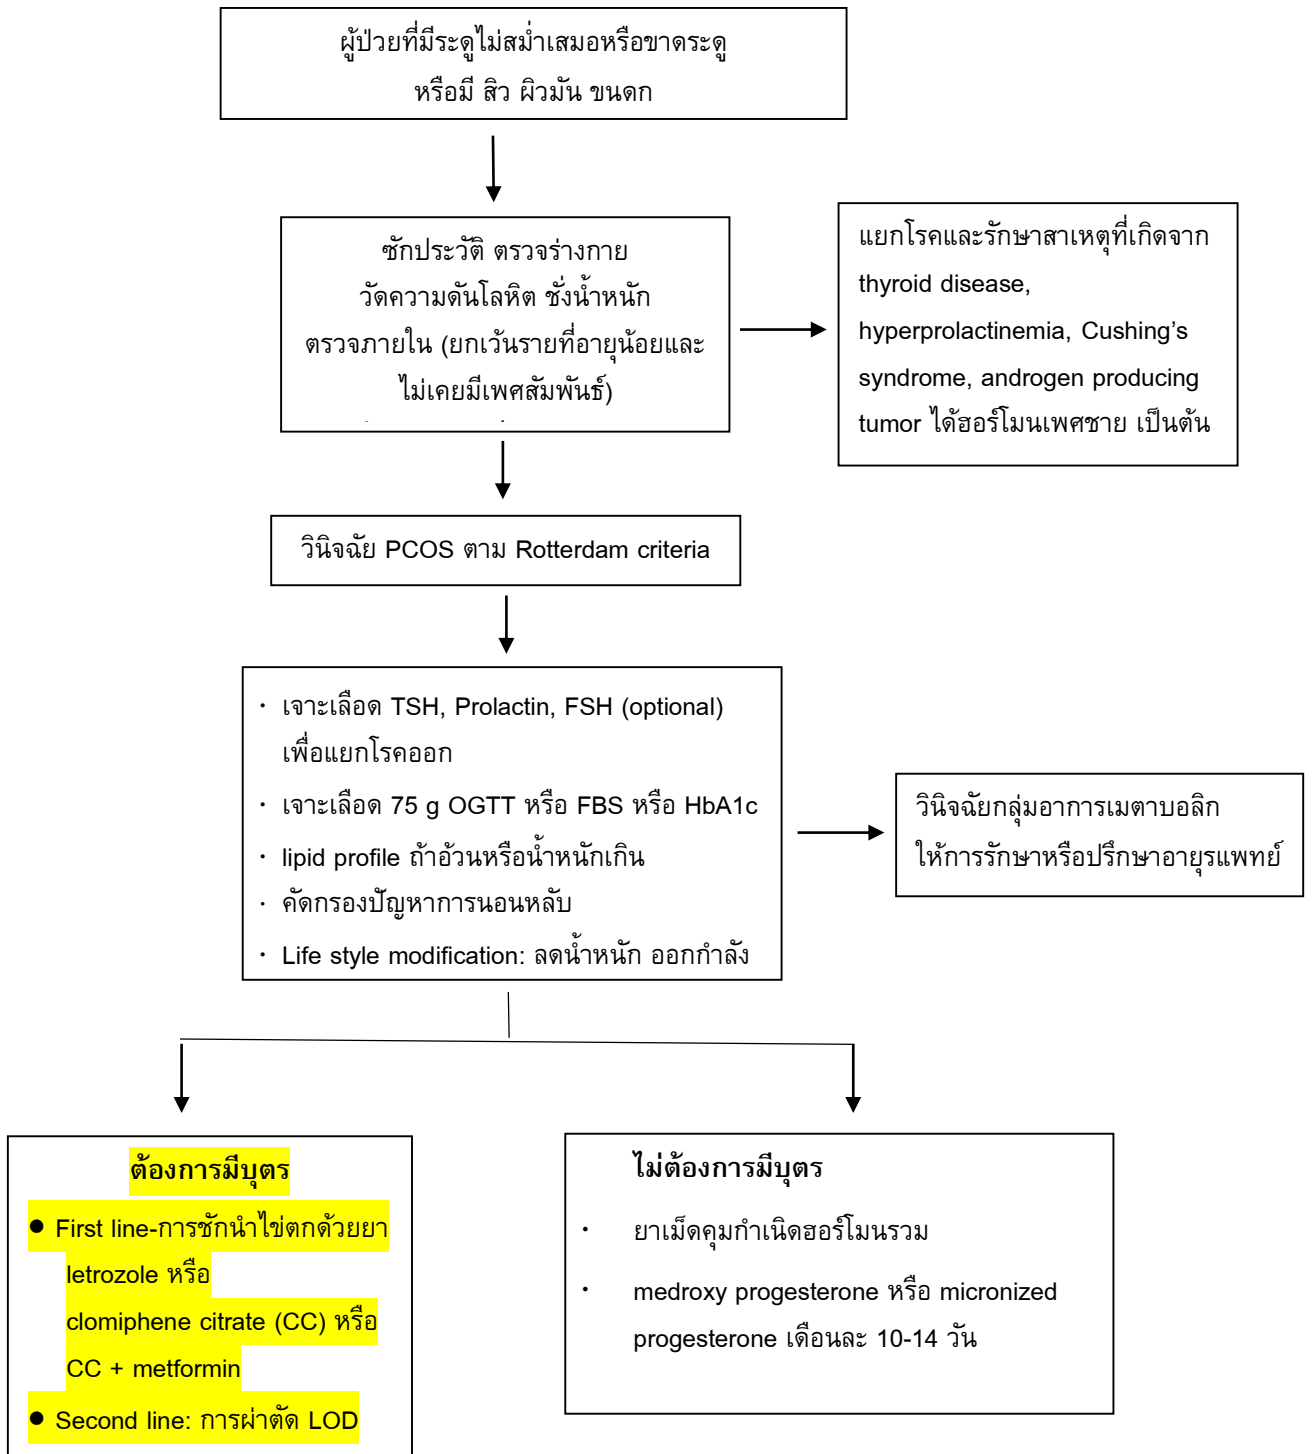 ผู้ป่วยที่มีระดูไม่สม่ำเสมอหรือขาดระดู
หรือมี สิว ผิวมัน ขนดก
ซักประวัติ ตรวจร่างกาย
วัดความดันโลหิต ชั่งน้ำหนัก
ตรวจภายใน (ยกเว้นรายที่อายุน้อยและ
ไม่เคยมีเพศสัมพันธ์)
แยกโรคและรักษาสาเหตุที่เกิดจาก
thyroid disease,
hyperprolactinemia, Cushing’s
syndrome, androgen producing
tumor ได้ฮอร์โมนเพศชาย เป็นต้น
วินิจฉัย PCOS ตาม Rotterdam criteria
· เจาะเลือด TSH, Prolactin, FSH (optional)
เพื่อแยกโรคออก
· เจาะเลือด 75 g OGTT หรือ FBS หรือ HbA1c
· lipid profile ถ้าอ้วนหรือน้ำหนักเกิน
· คัดกรองปัญหาการนอนหลับ
· Life style modification: ลดน้ำหนัก ออกกำลัง
วินิจฉัยกลุ่มอาการเมตาบอลิก
ให้การรักษาหรือปรึกษาอายุรแพทย์
ต้องการมีบุตร
● First line-การชักนำไข่ตกด้วยยา
letrozole หรือ
clomiphene citrate (CC) หรือ
CC + metformin
● Second line: การผ่าตัด LOD
ไม่ต้องการมีบุตร
· ยาเม็ดคุมกำเนิดฮอร์โมนรวม
· medroxy progesterone หรือ micronized
progesterone เดือนละ 10-14 วัน